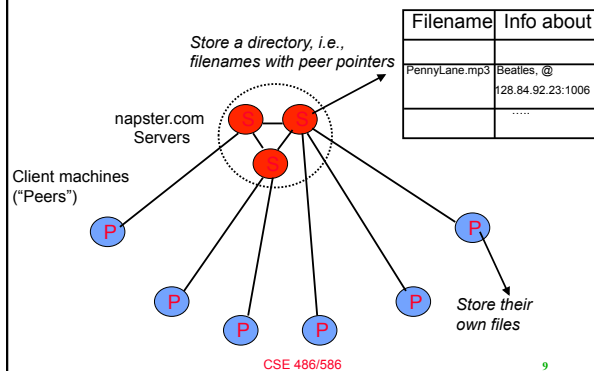 Store a directory, i.e.,
filenames with peer pointers
Filename Info about
PennyLane.mp3 Beatles, @
128.84.92.23:1006
.....
napster.com
Servers
S S
S
Client machines
("Peers")
P P
P P
P P
Store their
own files
CSE 486/586 9